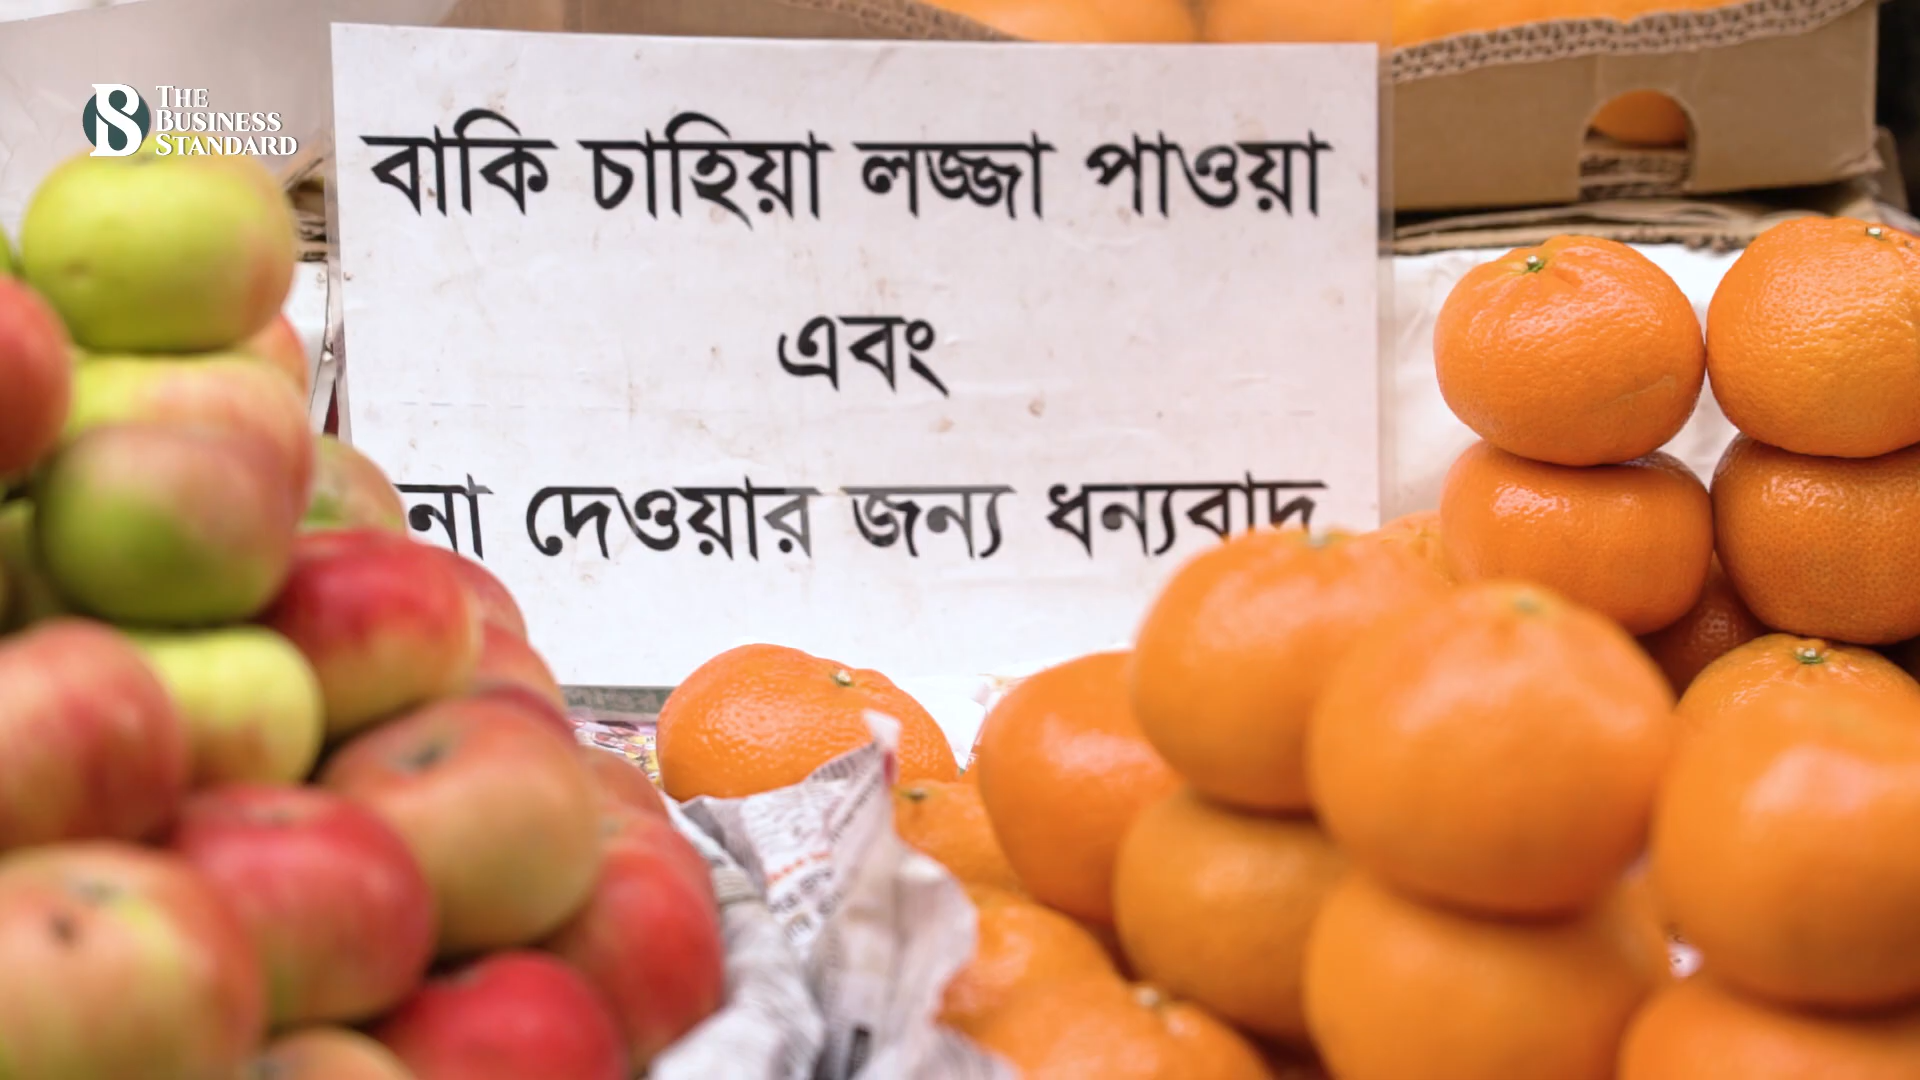 THE
BUSINESS
STANDARD
বাকি চাহিয়া লজ্জা পাওয়া
এবং
না দেওয়ার জন্য ধন্যবাদ